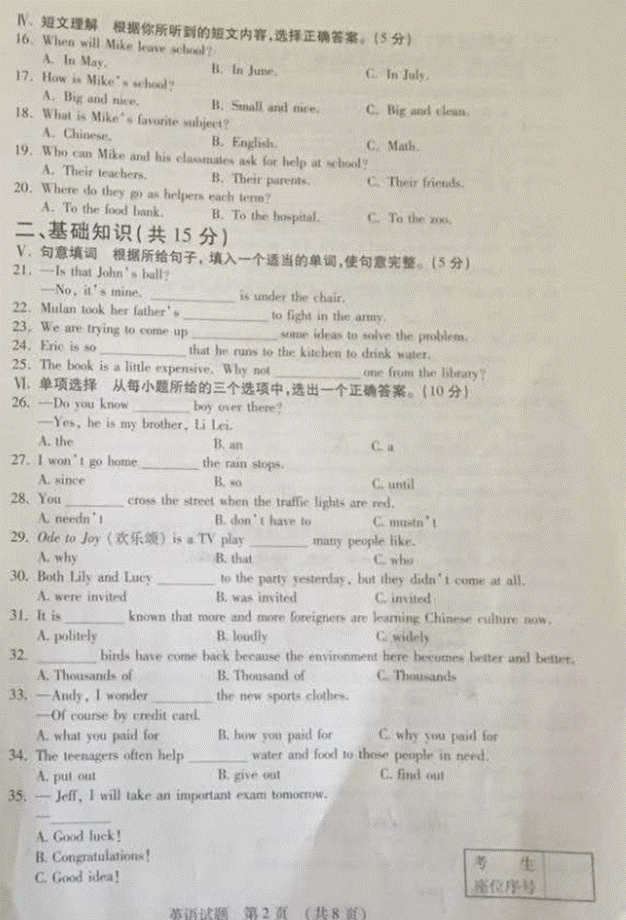 Ⅳ. 短文理解 根据你所听到的短文内容,选择正确答案。(5 分)
16. When will Mike leave school?
A. In May. B. In June. C. In July.
17. How is Mike's school?
A. Big and nice. B. Small and nice. C. Big and clean.
18. What is Mike's favorite subject?
A. Chinese. B. English. C. Math.
19. Who can Mike and his classmates ask for help at school?
A. Their teachers. B. Their parents. C. Their friends.
20. Where do they go as helpers each term?
A. To the food bank. B. To the hospital. C. To the zoo.
二、基础知识(共 15 分)
Ⅴ. 句意填词 根据所给句子,填入一个适当的单词,使句意完整。(5 分)
21. —Is that John's ball?
—No, it's mine. ________ is under the chair.
22. Mulan took her father's ________ to fight in the army.
23. We are trying to come up ________ some ideas to solve the problem.
24. Eric is so ________ that he runs to the kitchen to drink water.
25. The book is a little expensive. Why not ________ one from the library?
Ⅵ. 单项选择 从每小题所给的三个选项中,选出一个正确答案。(10 分)
26. —Do you know ________ boy over there?
—Yes, he is my brother, Li Lei.
A. the B. an C. a
27. I won't go home ________ the rain stops.
A. since B. so C. until
28. You ________ cross the street when the traffic lights are red.
A. needn't B. don't have to C. mustn't
29. Ode to Joy (欢乐颂) is a TV play ________ many people like.
A. why B. that C. who
30. Both Lily and Lucy ________ to the party yesterday, but they didn't come at all.
A. were invited B. was invited C. invited
31. It is ________ known that more and more foreigners are learning Chinese culture now.
A. politely B. loudly C. widely
32. ________ birds have come back because the environment here becomes better and better.
A. Thousands of B. Thousand of C. Thousands
33. —Andy, I wonder ________ the new sports clothes.
—Of course by credit card.
A. what you paid for B. how you paid for C. why you paid for
34. The teenagers often help ________ water and food to those people in need.
A. put out B. give out C. find out
35. — Jeff, I will take an important exam tomorrow.
—________
A. Good luck!
B. Congratulations!
C. Good idea!
考 生
座位序号
英语试题 第 2 页 (共 8 页)